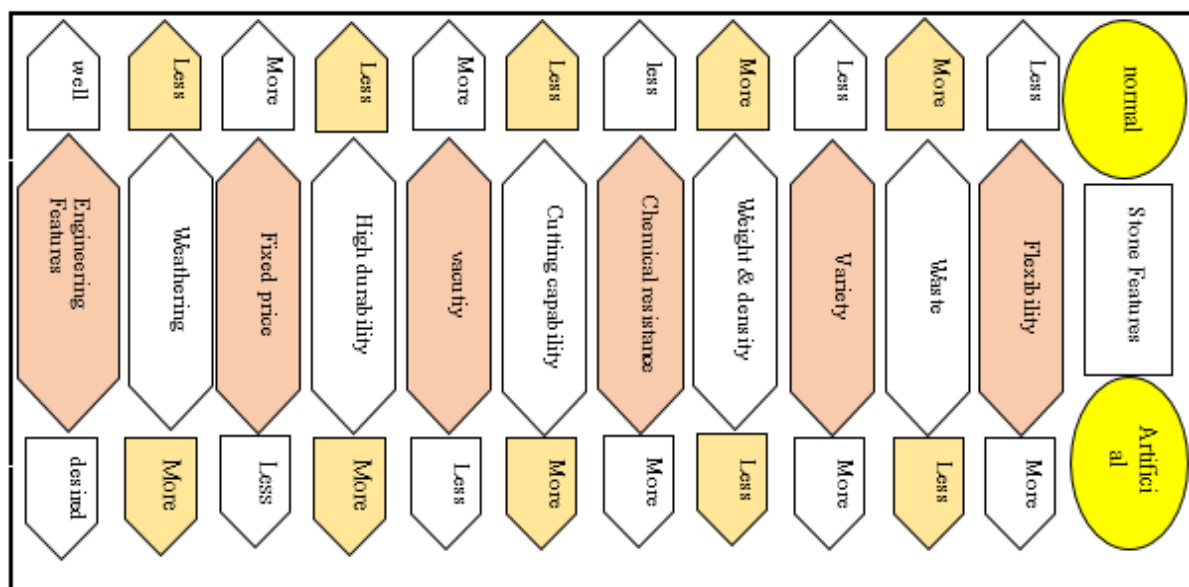 normal
Stone Features
Artifici
al
Less
Flexibility
More
More
Waste
Less
Less
Variety
More
More
Weight & density
Less
less
Chemical resistance
More
Less
Cutting capability
More
More
vacutiy
Less
Less
High durability
More
More
Fixed price
Less
Less
Weathering
More
well
Engineering
Features
desired